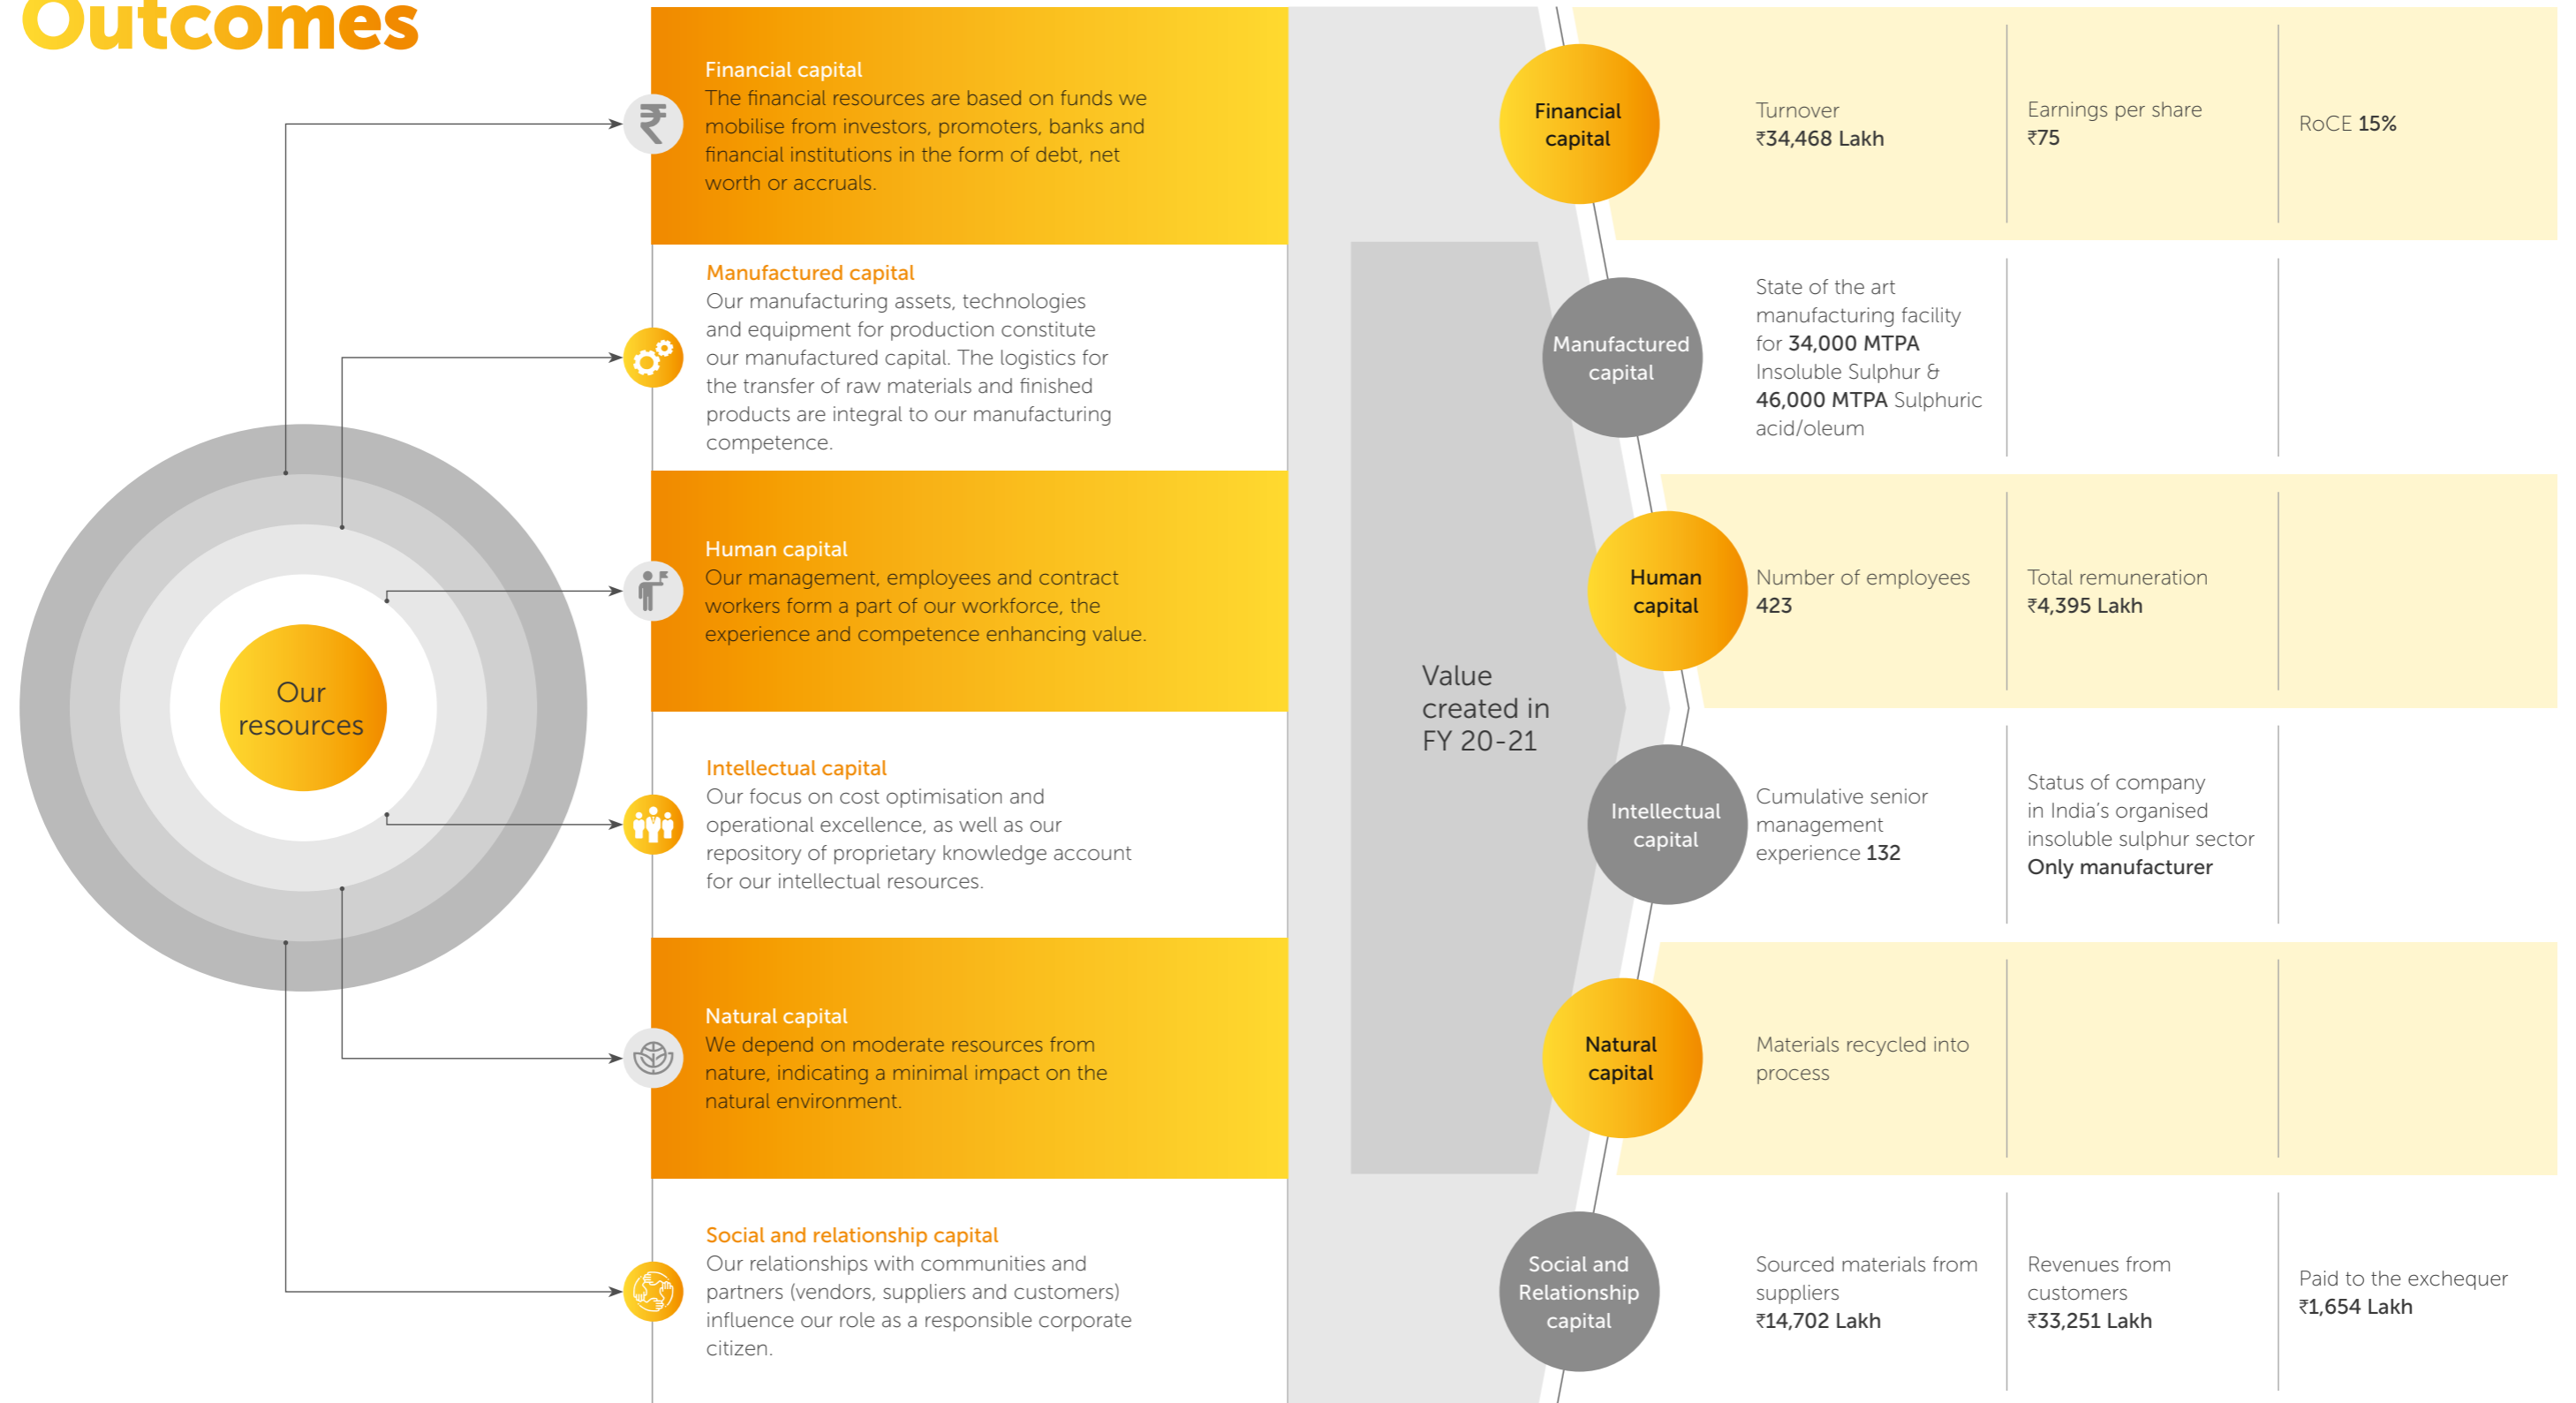 Outcomes
Our
resources
Financial capital
The financial resources are based on funds we
mobilise from investors, promoters, banks and
financial institutions in the form of debt, net
worth or accruals.
Manufactured capital
Our manufacturing assets, technologies
and equipment for production constitute
our manufactured capital. The logistics for
the transfer of raw materials and finished
products are integral to our manufacturing
competence.
Human capital
Our management, employees and contract
workers form a part of our workforce, the
experience and competence enhancing value.
Intellectual capital
Our focus on cost optimisation and
operational excellence, as well as our
repository of proprietary knowledge account
for our intellectual resources.
Natural capital
We depend on moderate resources from
nature, indicating a minimal impact on the
natural environment.
Social and relationship capital
Our relationships with communities and
partners (vendors, suppliers and customers)
influence our role as a responsible corporate
citizen.
Value
created in
FY 20-21
Financial
capital
Turnover
₹34,468 Lakh
Earnings per share
₹75
RoCE 15%
Manufactured
capital
State of the art
manufacturing facility
for 34,000 MTPA
Insoluble Sulphur &
46,000 MTPA Sulphuric
acid/oleum
Human
capital
Number of employees
423
Total remuneration
₹4,395 Lakh
Intellectual
capital
Cumulative senior
management
experience 132
Status of company
in India's organised
insoluble sulphur sector
Only manufacturer
Natural
capital
Materials recycled into
process
Social and
Relationship
capital
Sourced materials from
suppliers
₹14,702 Lakh
Revenues from
customers
₹33,251 Lakh
Paid to the exchequer
₹1,654 Lakh